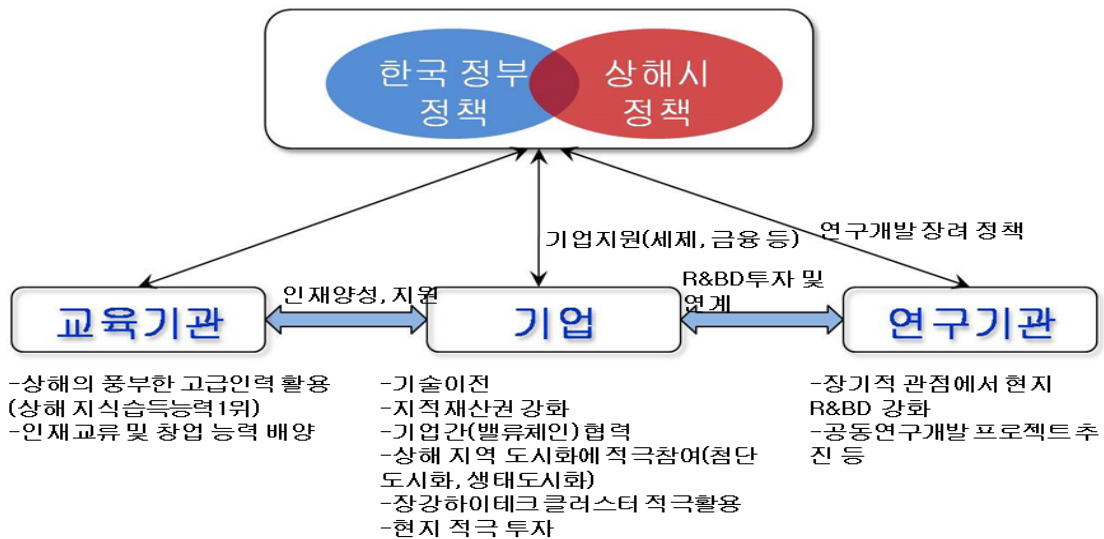 한국 정부
정책
상해시
정책
기업지원(세제, 금융 등)
연구개발 장려 정책
인재양성, 지원
R&BD투자 및
연계
교육기관
기업
연구기관
-상해의 풍부한 고급인력 활용
(상해 지식습득능력1위)
-인재교류 및 창업 능력 배양
-기술이전
-지적재산권 강화
-기업간(밸류체인) 협력
-상해 지역 도시화에 적극참여(첨단
도시화, 생태도시화)
-장강하이테크 클러스터 적극활용
-현지 적극 투자
-장기적 관점에서 현지
R&BD 강화
-공동연구개발 프로젝트 추
진 등